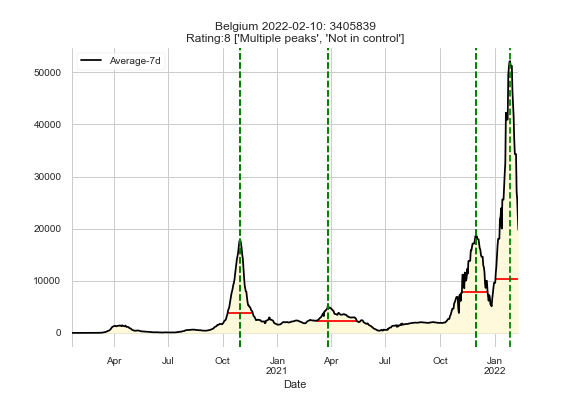 Belgium 2022-02-10: 3405839
Rating:8 ['Multiple peaks', 'Not in control']
Average-7d
50000
40000
30000
20000
10000
0
Apr Jul Oct Jan Apr Jul Oct Jan
2021 2022
Date